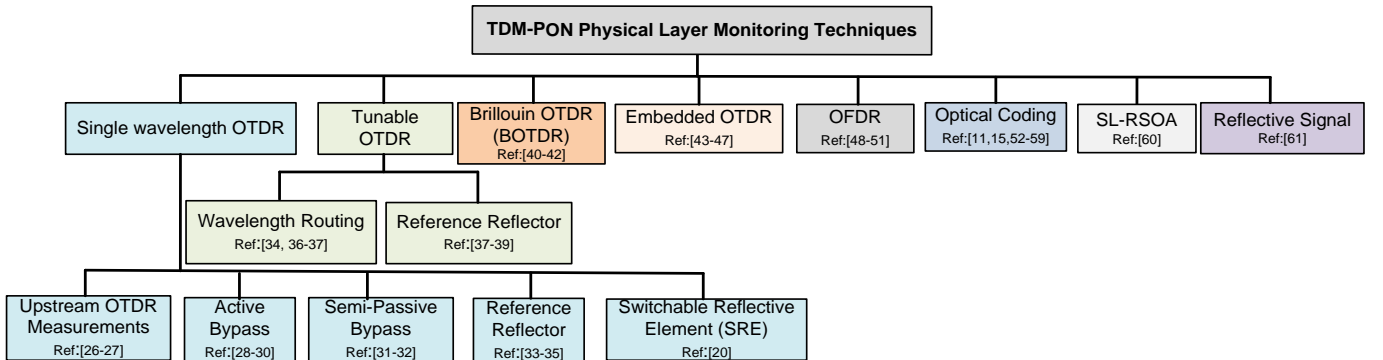 TDM-PON Physical Layer Monitoring Techniques
Single wavelength OTDR
Tunable
OTDR
Brillouin OTDR
(BOTDR)
Ref:[40-42]
Embedded OTDR
Ref:[43-47]
OFDR
Ref:[48-51]
Optical Coding
Ref:[11,15,52-59]
SL-RSOA
Ref:[60]
Reflective Signal
Ref:[61]
Wavelength Routing
Ref:[34, 36-37]
Reference Reflector
Ref:[37-39]
Upstream OTDR
Measurements
Ref:[26-27]
Active
Bypass
Ref:[28-30]
Semi-Passive
Bypass
Ref:[31-32]
Reference
Reflector
Ref:[33-35]
Switchable Reflective
Element (SRE)
Ref:[20]